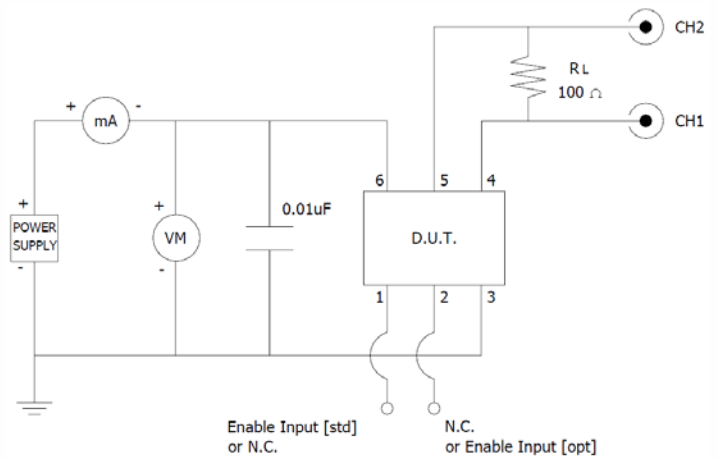 CH2
RL
100 Ω
CH1
+ mA -
6 5 4
+
POWER
SUPPLY
-
+
VM
-
0.01uF
D.U.T.
1 2 3
Enable Input [std]
or N.C.
N.C.
or Enable Input [opt]